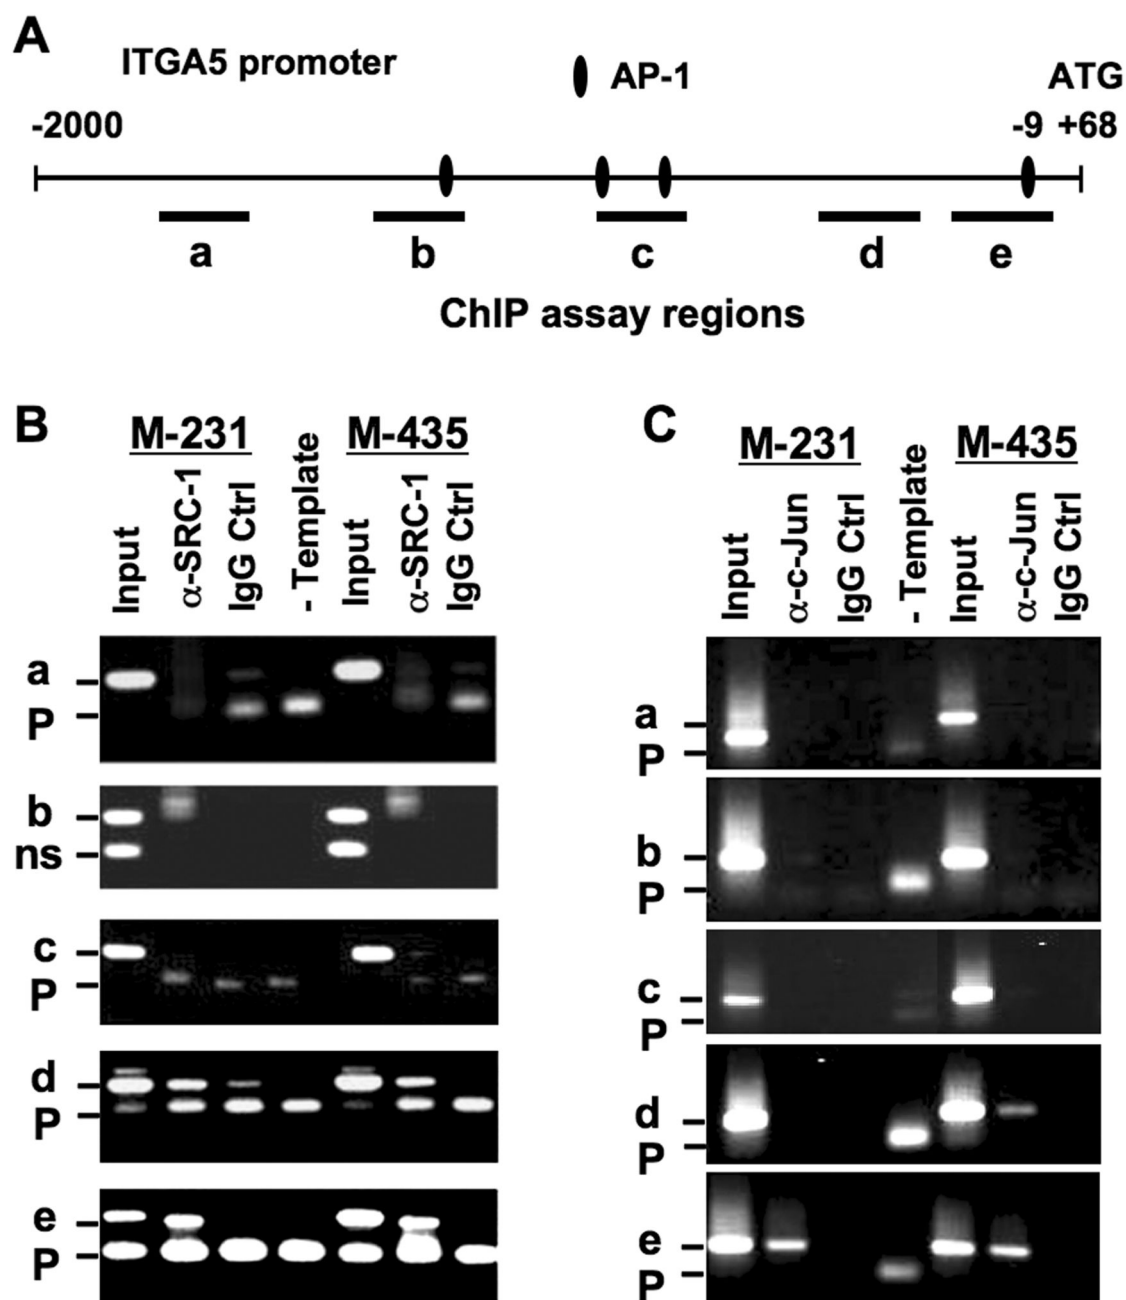 A
ITGA5 promoter
AP-1
ATG
-2000
-9 +68
a b c d e
ChIP assay regions
B
M-231
M-435
Input
α-SRC-1
IgG Ctrl
- Template
Input
α-SRC-1
IgG Ctrl
a
P
b
ns
c
P
d
P
e
P
C
M-231
M-435
Input
α-c-Jun
IgG Ctrl
- Template
Input
α-c-Jun
IgG Ctrl
a
P
b
P
c
P
d
P
e
P